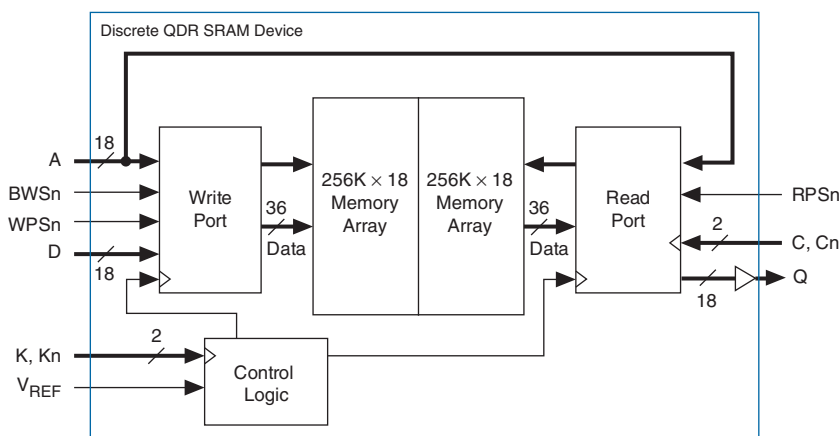 Discrete QDR SRAM Device
A
18
BWSn
WPSn
D
18
Write
Port
36
Data
256K × 18
Memory
Array
256K × 18
Memory
Array
36
Data
Read
Port
RPSn
2
C, Cn
18
Q
K, Kn
2
VREF
Control
Logic